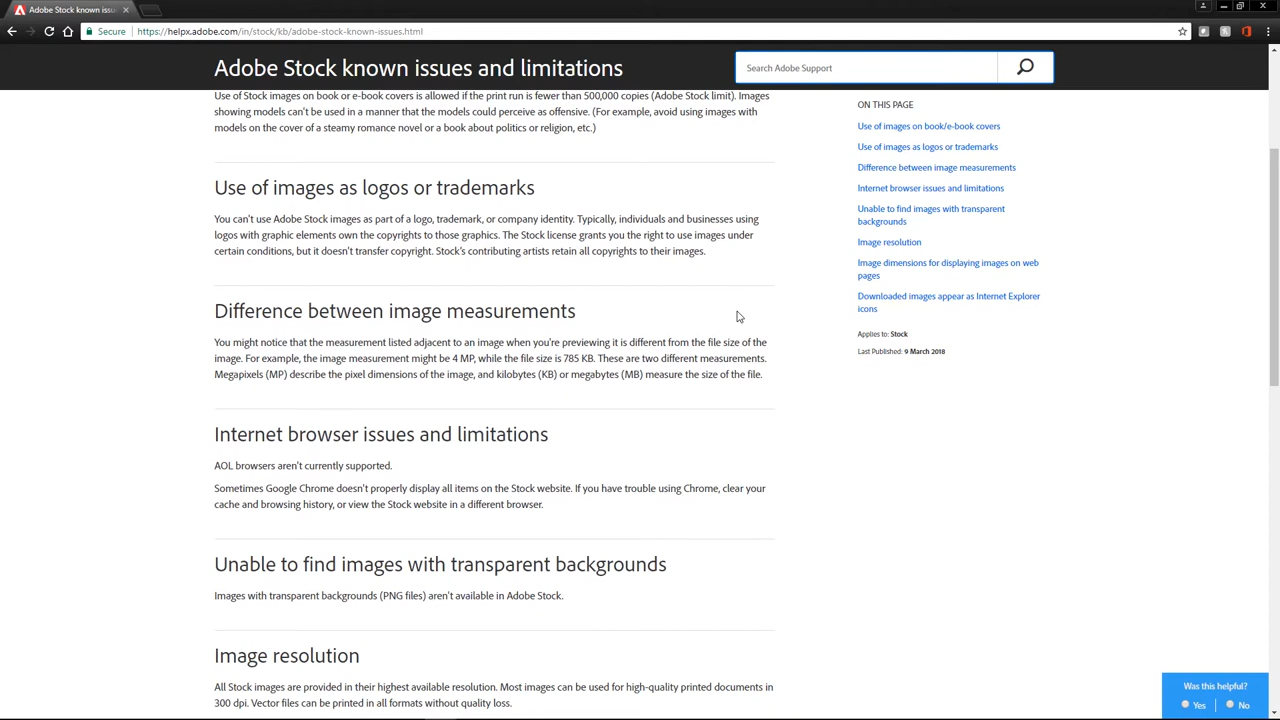 Adobe Stock known issu
Secure
https://helpx.adobe.com/in/stock/kb/adobe-stock-known-issues.html
Adobe Stock known issues and limitations
Search Adobe Support
Use of Stock images on book or e-book covers is allowed if the print run is fewer than 500,000 copies (Adobe Stock limit). Images
showing models can't be used in a manner that the models could perceive as offensive. (For example, avoid using images with
models on the cover of a steamy romance novel or a book about politics or religion, etc.)
Use of images as logos or trademarks
You can't use Adobe Stock images as part of a logo, trademark, or company identity. Typically, individuals and businesses using
logos with graphic elements own the copyrights to those graphics. The Stock license grants you the right to use images under
certain conditions, but it doesn't transfer copyright. Stock's contributing artists retain all copyrights to their images.
Difference between image measurements
You might notice that the measurement listed adjacent to an image when you're previewing it is different from the file size of the
image. For example, the image measurement might be 4 MP, while the file size is 785 KB. These are two different measurements.
Megapixels (MP) describe the pixel dimensions of the image, and kilobytes (KB) or megabytes (MB) measure the size of the file.
Internet browser issues and limitations
AOL browsers aren't currently supported.
Sometimes Google Chrome doesn't properly display all items on the Stock website. If you have trouble using Chrome, clear your
cache and browsing history, or view the Stock website in a different browser.
Unable to find images with transparent backgrounds
Images with transparent backgrounds (PNG files) aren't available in Adobe Stock.
Image resolution
All Stock images are provided in their highest available resolution. Most images can be used for high-quality printed documents in
300 dpi. Vector files can be printed in all formats without quality loss.
ON THIS PAGE
Use of images on book/e-book covers
Use of images as logos or trademarks
Difference between image measurements
Internet browser issues and limitations
Unable to find images with transparent
backgrounds
Image resolution
Image dimensions for displaying images on web
pages
Downloaded images appear as Internet Explorer
icons
Applies to: Stock
Last Published: 9 March 2018
Was this helpful?
Yes
No